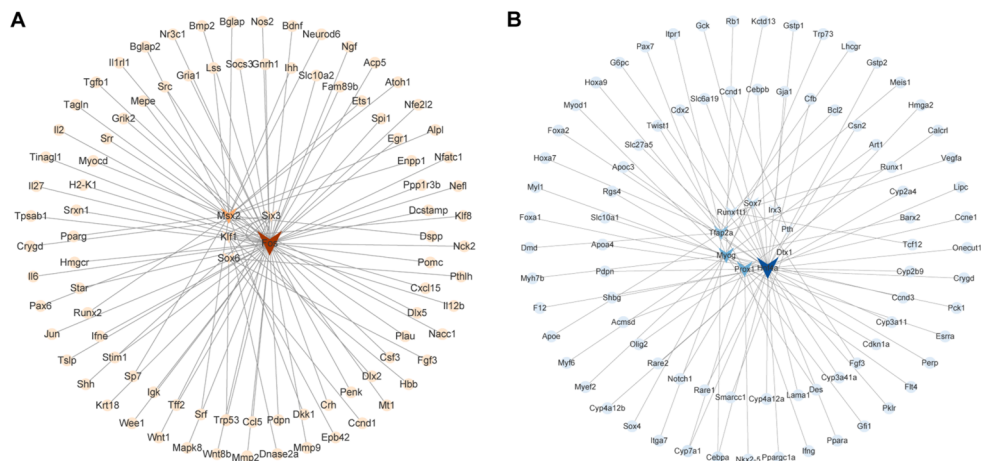 A
Bglap
Nos2
Bmp2
Bdnf
Nr3c1
Neurod6
Bglap2
Lss
Socs3
Gnrh1
Ihh
Ngf
Il1rl1
Src
Gria1
Slc10a2
Acp5
Tgfb1
Mepe
Fam89b
Atoh1
Tagln
Grik2
Ets1
Nfe2l2
Il2
Srr
Spi1
Alpl
Tinagl1
Myocd
Egr1
Nfatc1
Il27
H2-K1
Enpp1
Nefl
Tpsab1
Srxn1
Msx2
Six3
Ppp1r3b
Klf8
Crygd
Pparg
Klf1
Dcstamp
Nck2
Il6
Hmgcr
Sox6
Dspp
Pthlh
Pax6
Star
Pomc
Il12b
Jun
Runx2
Cxcl15
Nacc1
Tslp
Ifne
Dlx5
Plau
Fgf3
Shh
Stim1
Csf3
Hbb
Krt18
Sp7
Dlx2
Mt1
Wee1
Igk
Tff2
Penk
Ccnd1
Wnt1
Srf
Trp53
Ccl5
Pdpn
Dkk1
Crh
Epb42
Mapk8
Wnt8b
Mmp2
Dnase2a
Mmp9
B
Rb1
Kctd13
Gck
Gstp1
Itpr1
Trp73
Pax7
Lhcgr
G6pc
Ccnd1
Cebpb
Gja1
Gstp2
Hoxa9
Cdx2
Slc6a19
Cfb
Meis1
Myod1
Twist1
Bcl2
Hmga2
Foxa2
Slc27a5
Csn2
Calcrl
Hoxa7
Apoc3
Art1
Vegfa
Myl1
Rgs4
Runx1
Lipc
Foxa1
Slc10a1
Runx1t1
Sox7
Irx3
Cyp2a4
Ccne1
Dmd
Apoa4
Tfap2a
Pth
Barx2
Onecut1
Myh7b
Pdpn
Myog
Prox1
Dtx1
Tcf12
Crygd
F12
Shbg
Cyp2b9
Pck1
Apoe
Acmsd
Ccnd3
Esrra
Myf6
Olig2
Cyp3a11
Perp
Myef2
Rare2
Cdkn1a
Flt4
Cyp4a12b
Notch1
Fgf3
Pklr
Sox4
Rare1
Smarcc1
Cyp4a12a
Lama1
Des
Cyp3a41a
Gfi1
Itga7
Ppara
Cyp7a1
Cebpa
Nkx2-5
Ppargc1a
Ifng